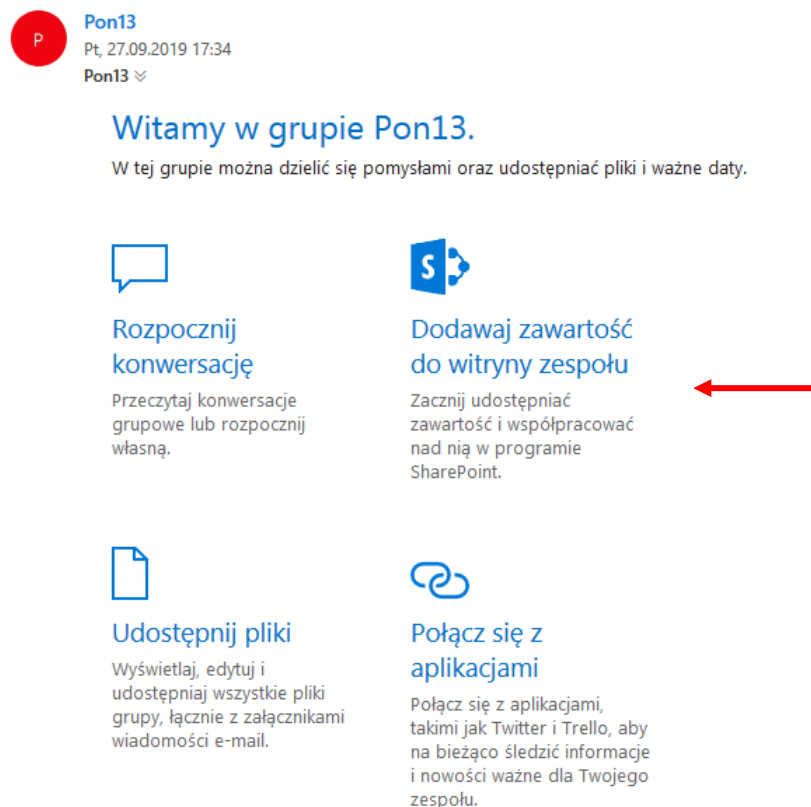 P
Pon13
Pt, 27.09.2019 17:34
Pon13
Witamy w grupie Pon13.
W tej grupie można dzielić się pomysłami oraz udostępniać pliki i ważne daty.
Rozpocznij
konwersację
Przeczytaj konwersacje
grupowe lub rozpocznij
własną.
S
Dodawaj zawartość
do witryny zespołu
Zacznij udostępniać
zawartość i współpracować
nad nią w programie
SharePoint.
Udostępnij pliki
Wyświetlaj, edytuj i
udostępniaj wszystkie pliki
grupy, łącznie z załącznikami
wiadomości e-mail.
Połącz się z
aplikacjami
Połącz się z aplikacjami,
takimi jak Twitter i Trello, aby
na bieżąco śledzić informacje
i nowości ważne dla Twojego
zespołu.